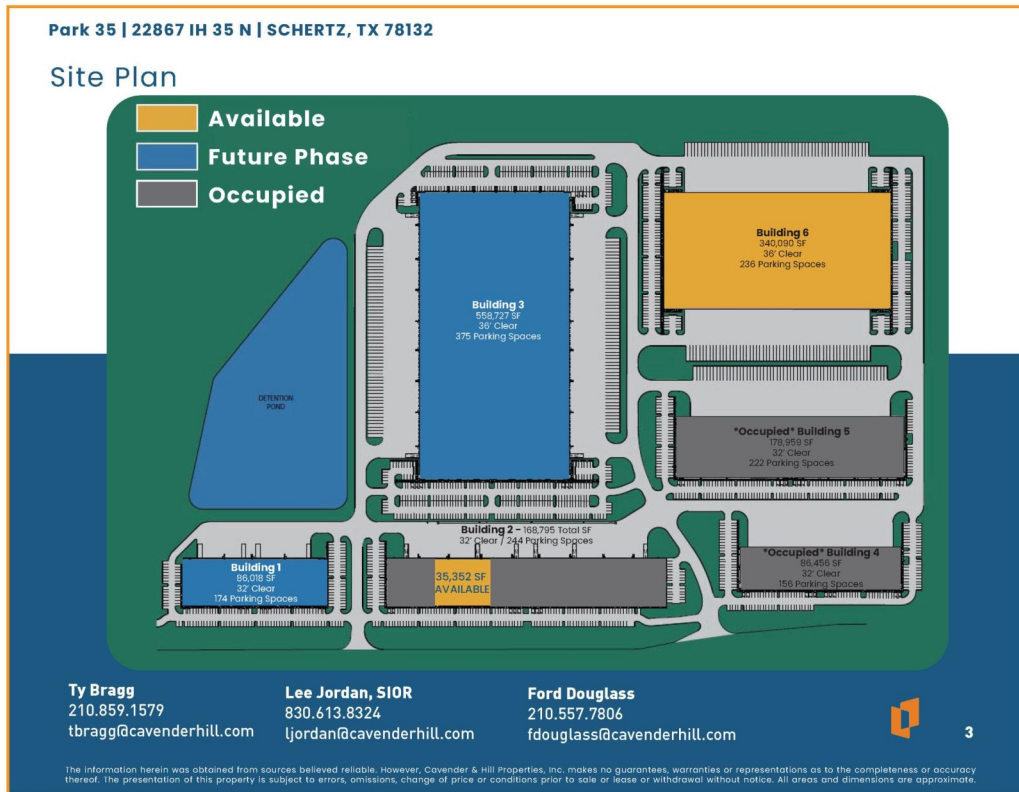 Park 35 | 22867 IH 35 N | SCHERTZ, TX 78132
Site Plan
Available
Future Phase
Occupied
Building 6
340,090 SF
36' Clear
236 Parking Spaces
Building 3
558,727 SF
36' Clear
375 Parking Spaces
DETENTION
POND
*Occupied* Building 5
178,959 SF
32' Clear
222 Parking Spaces
Building 2 - 168,795 Total SF
32' Clear / 244 Parking Spaces
35,352 SF
AVAILABLE
Building 1
86,018 SF
32' Clear
174 Parking Spaces
*Occupied* Building 4
86,456 SF
32' Clear
156 Parking Spaces
Ty Bragg
210.859.1579
tbragg@cavenderhill.com
Lee Jordan, SIOR
830.613.8324
ljordan@cavenderhill.com
Ford Douglass
210.557.7806
fdouglass@cavenderhill.com
3
The information herein was obtained from sources believed reliable. However, Cavender & Hill Properties, Inc. makes no guarantees, warranties or representations as to the completeness or accuracy
thereof. The presentation of this property is subject to errors, omissions, change of price or conditions prior to sale or lease or withdrawal without notice. All areas and dimensions are approximate.